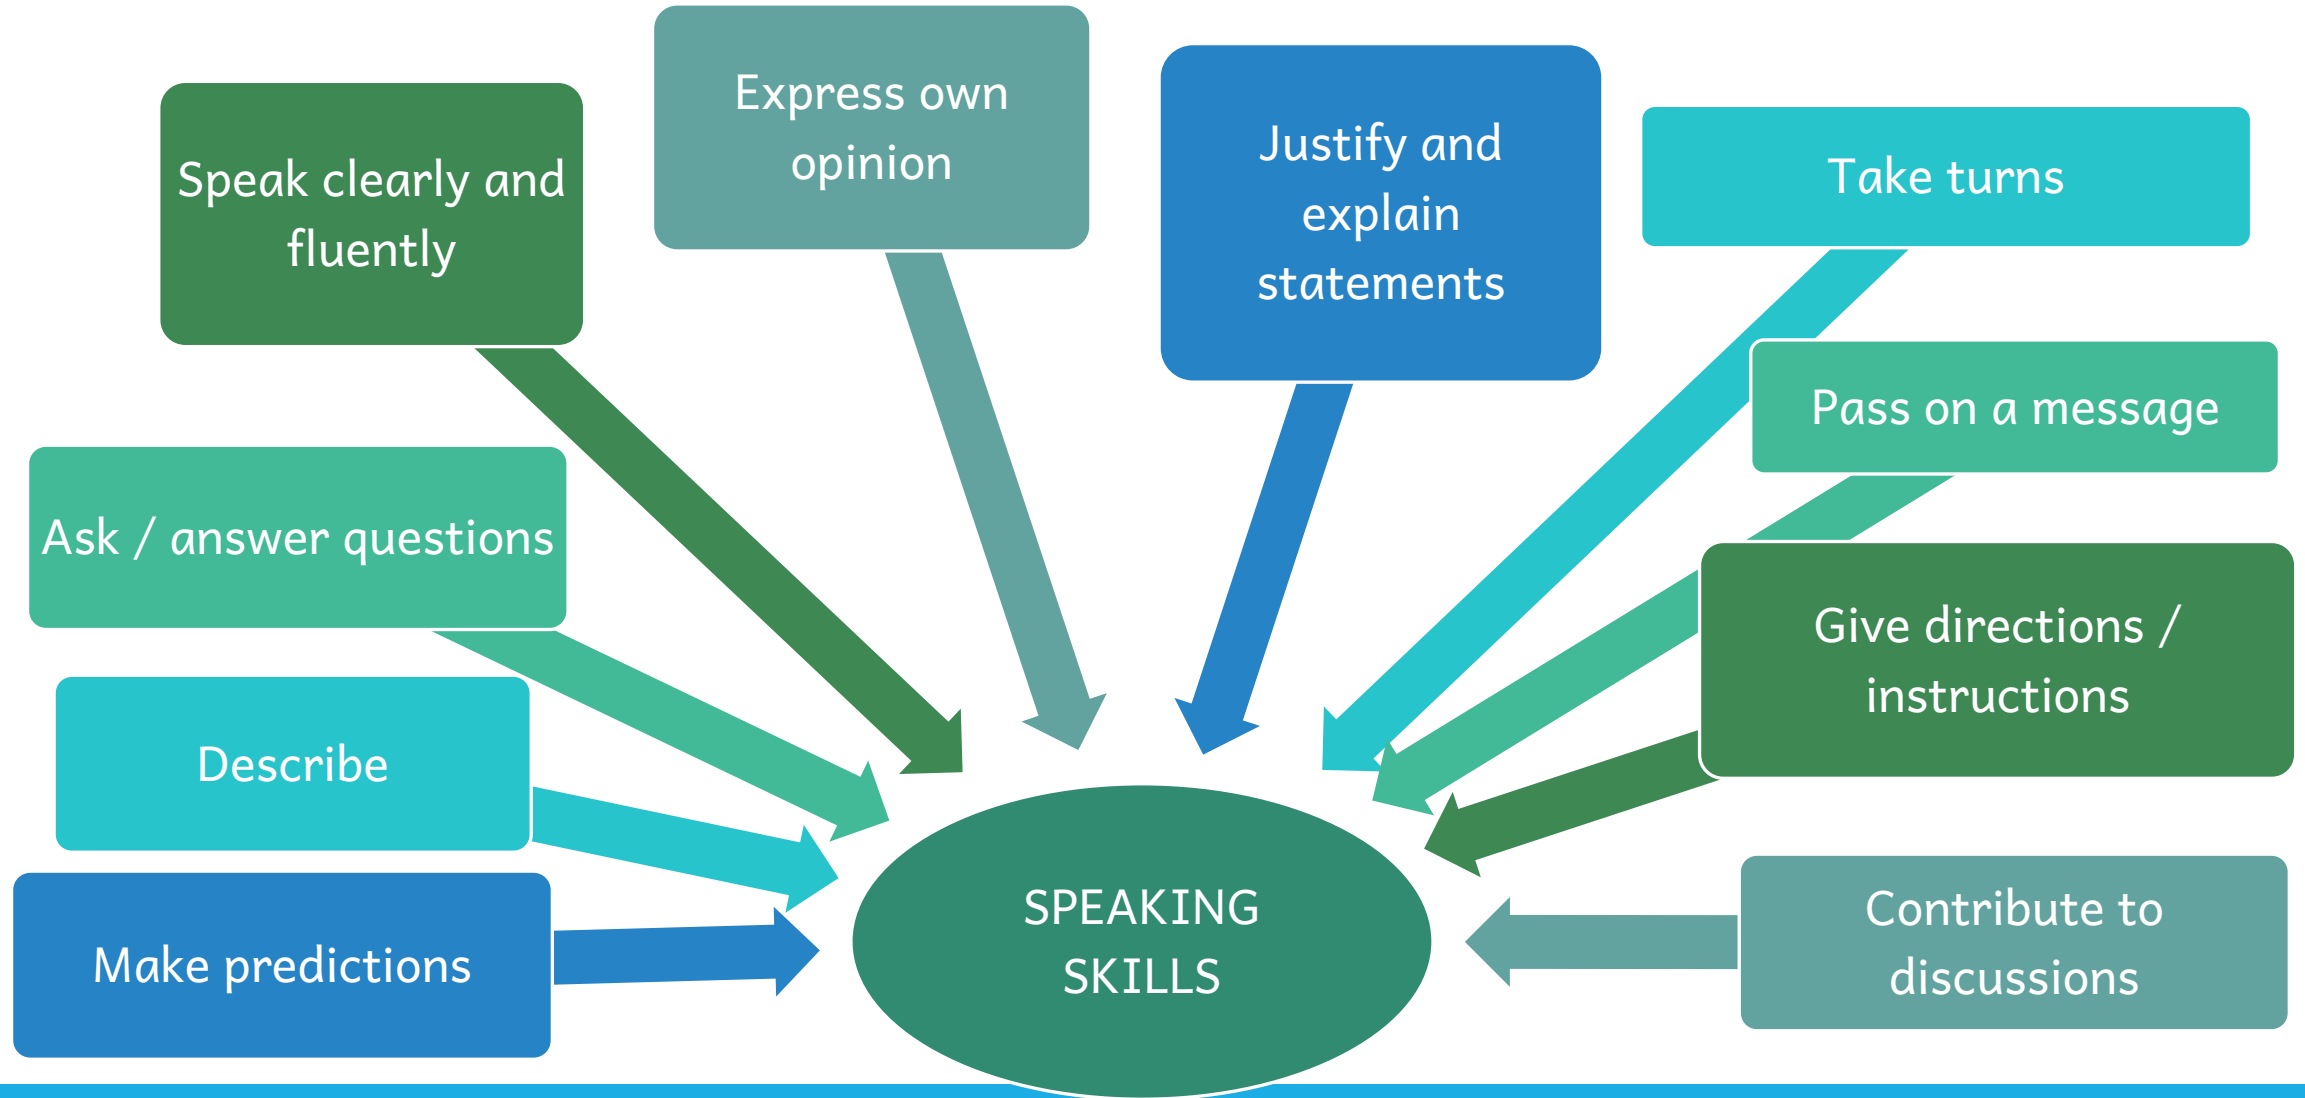 Express own
opinion
Justify and
explain
statements
Speak clearly and
fluently
Take turns
Pass on a message
Ask / answer questions
Give directions /
instructions
Describe
Make predictions
Contribute to
discussions
SPEAKING
SKILLS